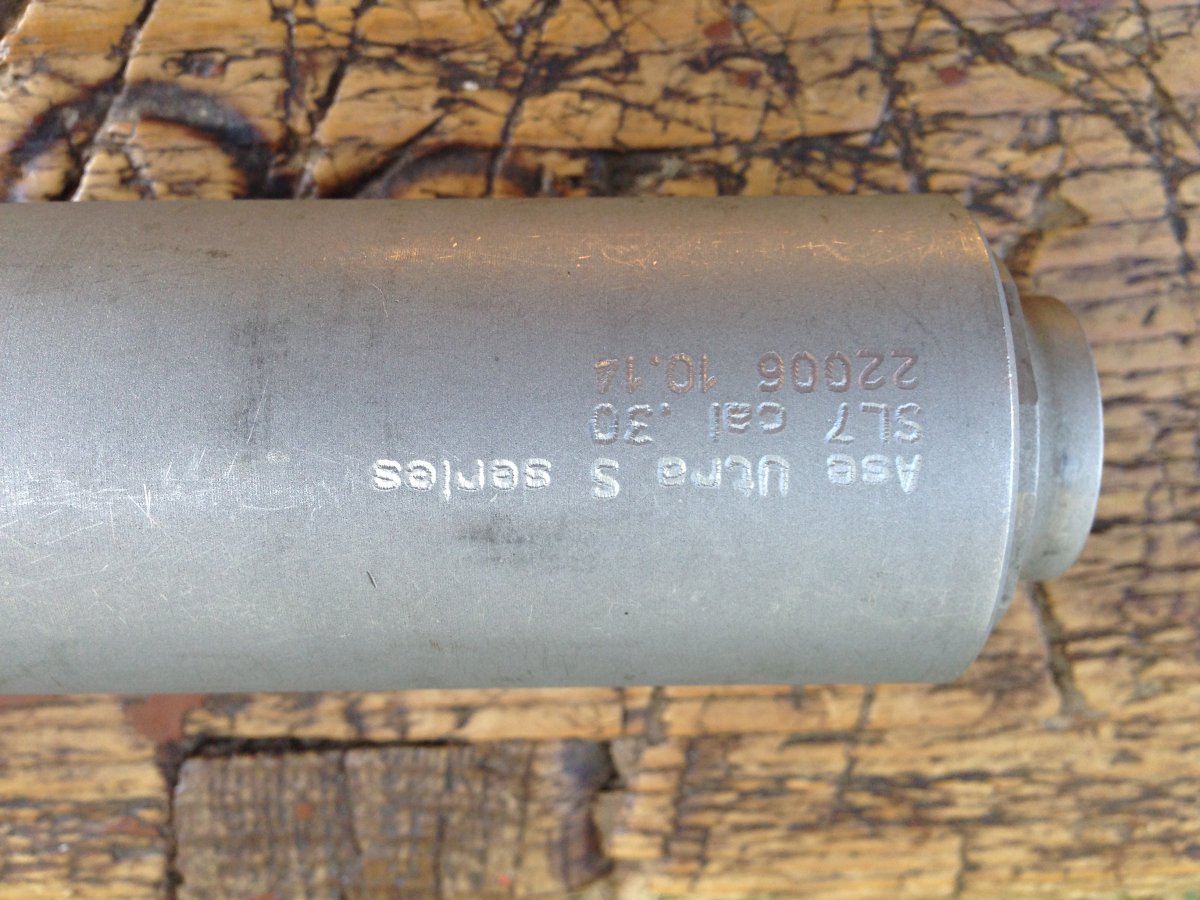 Ase Utra S series
SL7 cal .30
22006 10.14